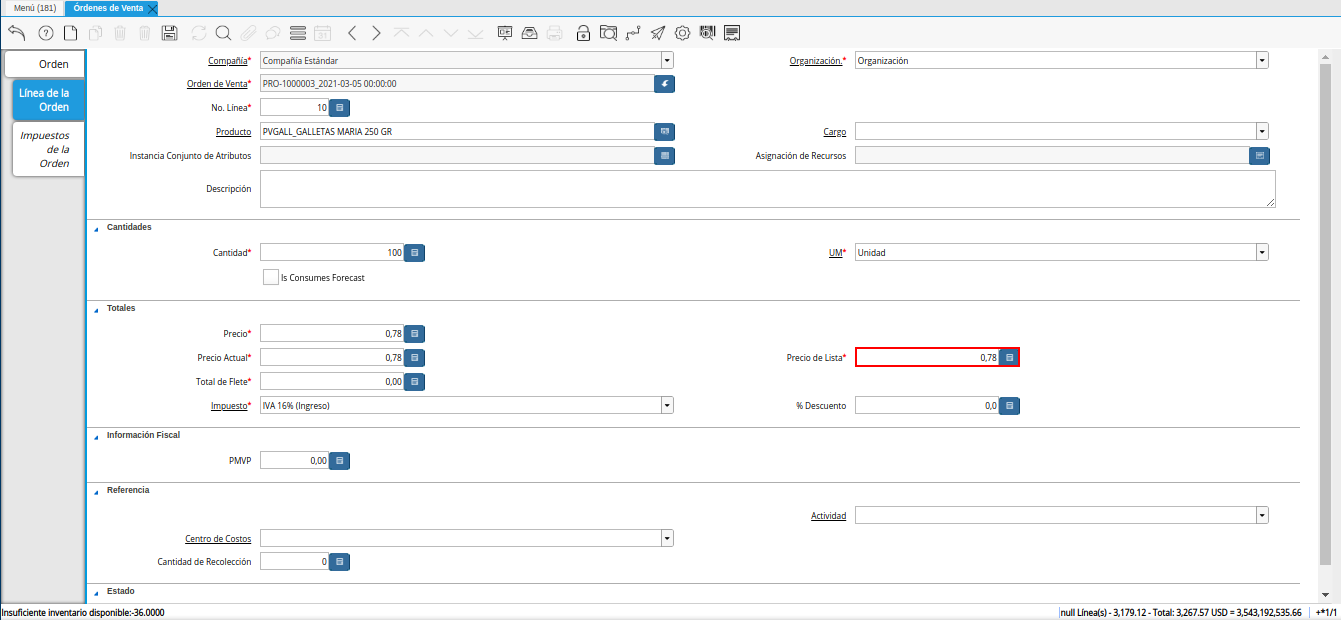 Menú (181)
Órdenes de Venta
Orden
Línea de la
Orden
Impuestos
de la
Orden
Compañía*
Compañía Estándar
Organización.*
Organización
Orden de Venta*
PRO-1000003_2021-03-05 00:00:00
No. Línea*
10
Producto
PVGALL_GALLETAS MARIA 250 GR
Cargo
Instancia Conjunto de Atributos
Asignación de Recursos
Descripción
Cantidades
Cantidad*
100
UM*
Unidad
Is Consumes Forecast
Totales
Precio*
0,78
Precio Actual*
0,78
Precio de Lista*
0,78
Total de Flete*
0,00
Impuesto*
IVA 16% (Ingreso)
% Descuento
0,0
Información Fiscal
PMVP
0,00
Referencia
Actividad
Centro de Costos
Cantidad de Recolección
0
Estado
Insuficiente inventario disponible:-36.0000
null Línea(s) - 3,179.12 - Total: 3,267.57 USD = 3,543,192,535.66
+*1/1